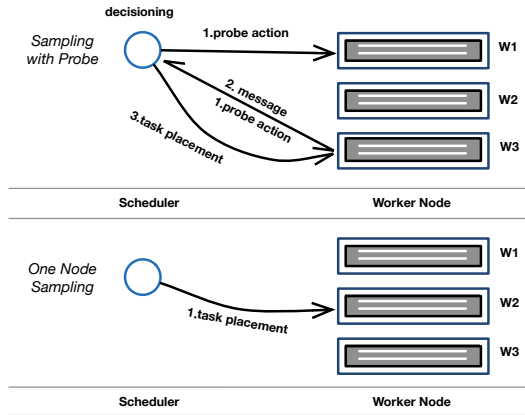 decisioning
Sampling
with Probe
1.probe action
W1
2. message
1.probe action
W2
3.task placement
W3
Scheduler
Worker Node
One Node
Sampling
W1
1.task placement
W2
W3
Scheduler
Worker Node